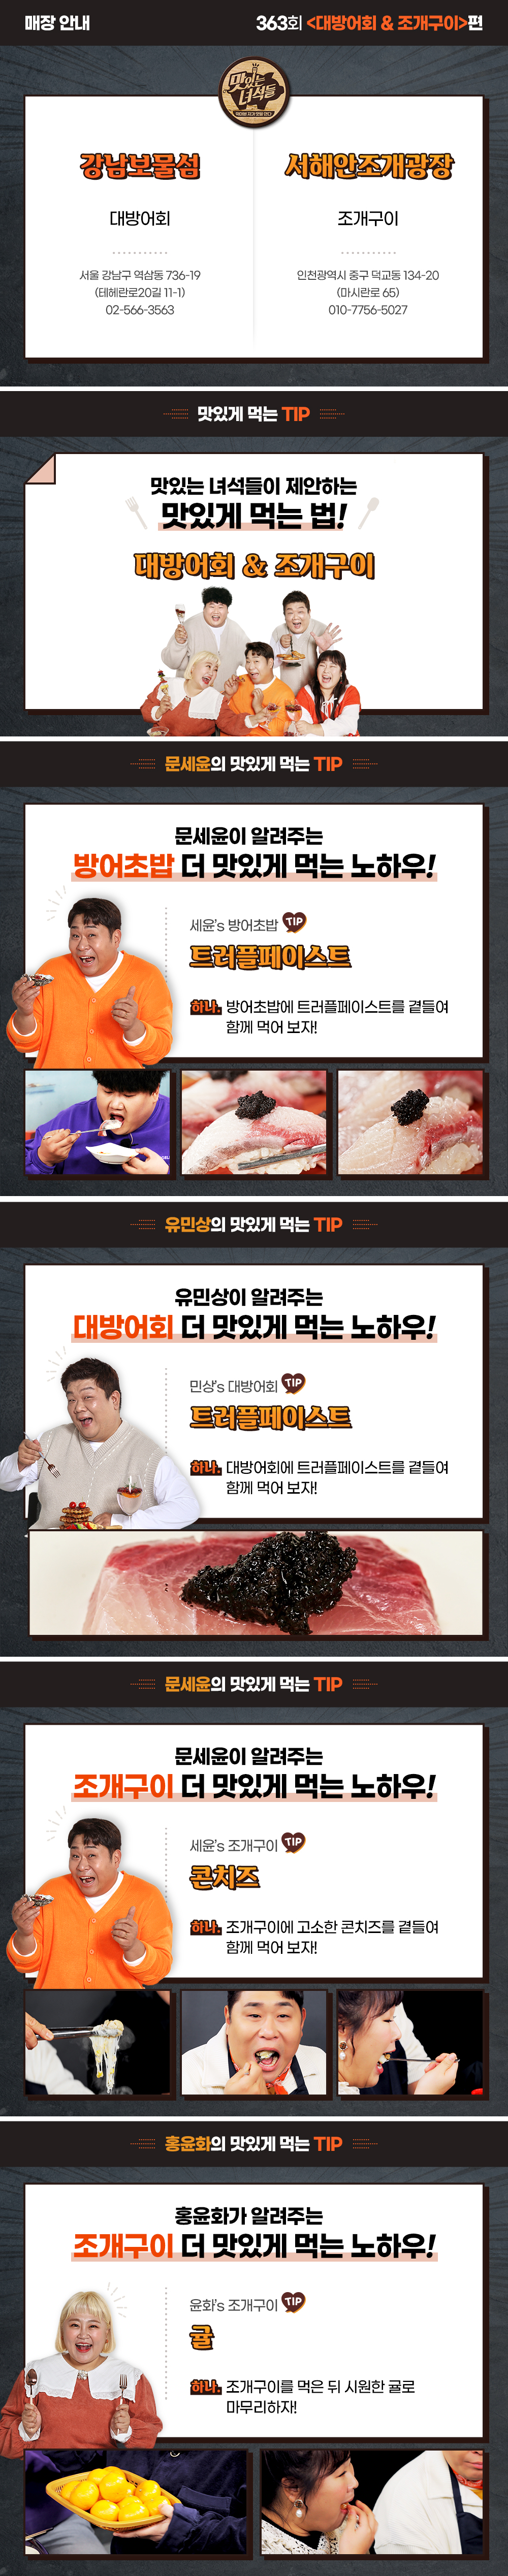 매장 안내
363회 <대방어회 & 조개구이>편
맛있는
녀석들
강남보물섬
대방어회
서울 강남구 역삼동 736-19
(테헤란로20길 11-1)
02-566-3563
서해안조개광장
조개구이
인천광역시 중구 덕교동 134-20
(마시란로 65)
010-7756-5027
맛있게 먹는 TIP
맛있는 녀석들이 제안하는
맛있게 먹는 법!
대방어회 & 조개구이
문세윤의 맛있게 먹는 TIP
문세윤이 알려주는
방어초밥 더 맛있게 먹는 노하우!
세윤's 방어초밥 TIP
트러플페이스트
하나. 방어초밥에 트러플페이스트를 곁들여
함께 먹어 보자!
유민상의 맛있게 먹는 TIP
유민상이 알려주는
대방어회 더 맛있게 먹는 노하우!
민상's 대방어회 TIP
트러플페이스트
하나. 대방어회에 트러플페이스트를 곁들여
함께 먹어 보자!
문세윤의 맛있게 먹는 TIP
문세윤이 알려주는
조개구이 더 맛있게 먹는 노하우!
세윤's 조개구이 TIP
콘치즈
하나. 조개구이에 고소한 콘치즈를 곁들여
함께 먹어 보자!
홍윤화의 맛있게 먹는 TIP
홍윤화가 알려주는
조개구이 더 맛있게 먹는 노하우!
윤화's 조개구이 TIP
귤
하나. 조개구이를 먹은 뒤 시원한 귤로
마무리하자!